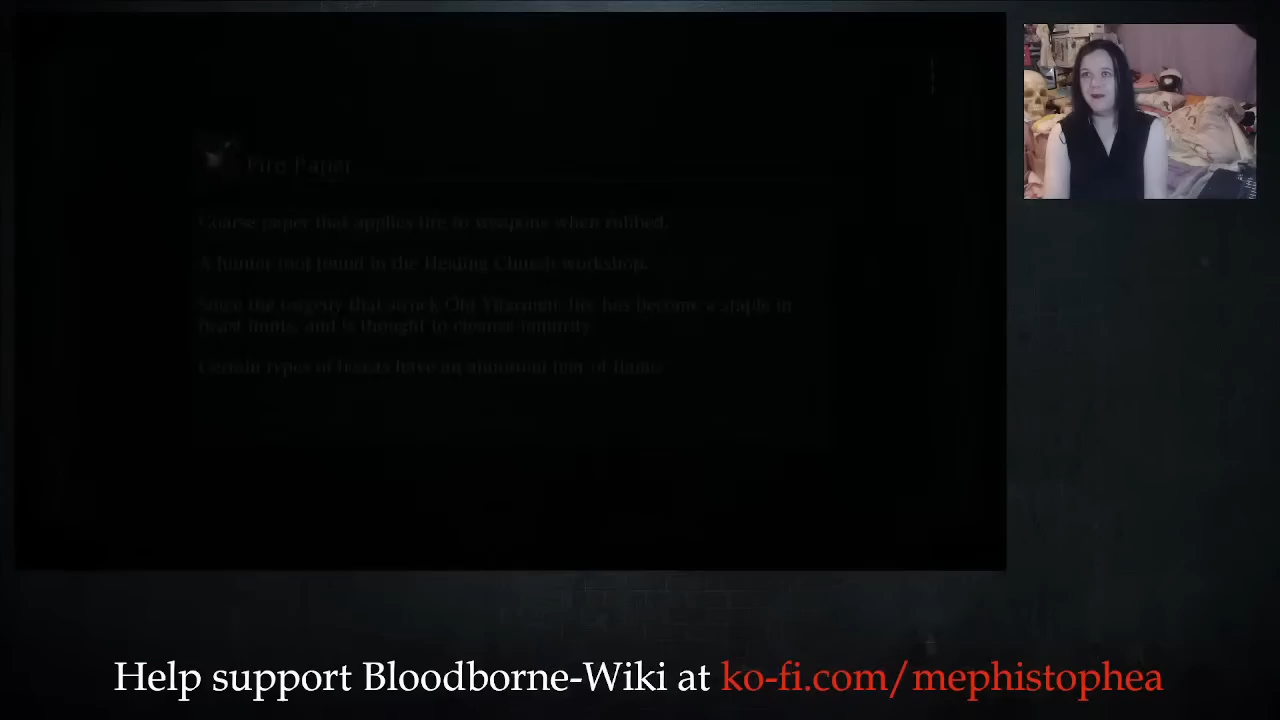 Fire Paper
Coarse paper that applies fire to weapons when rubbed.
A hunter tool found in the Healing Church workshop.
Since the tragedy that struck Old Yharnam, fire has become a staple in
beast hunts, and is thought to cleanse impurity.
Certain types of beasts have an abnormal fear of flame.
Help support Bloodborne-Wiki at ko-fi.com/mephistophea